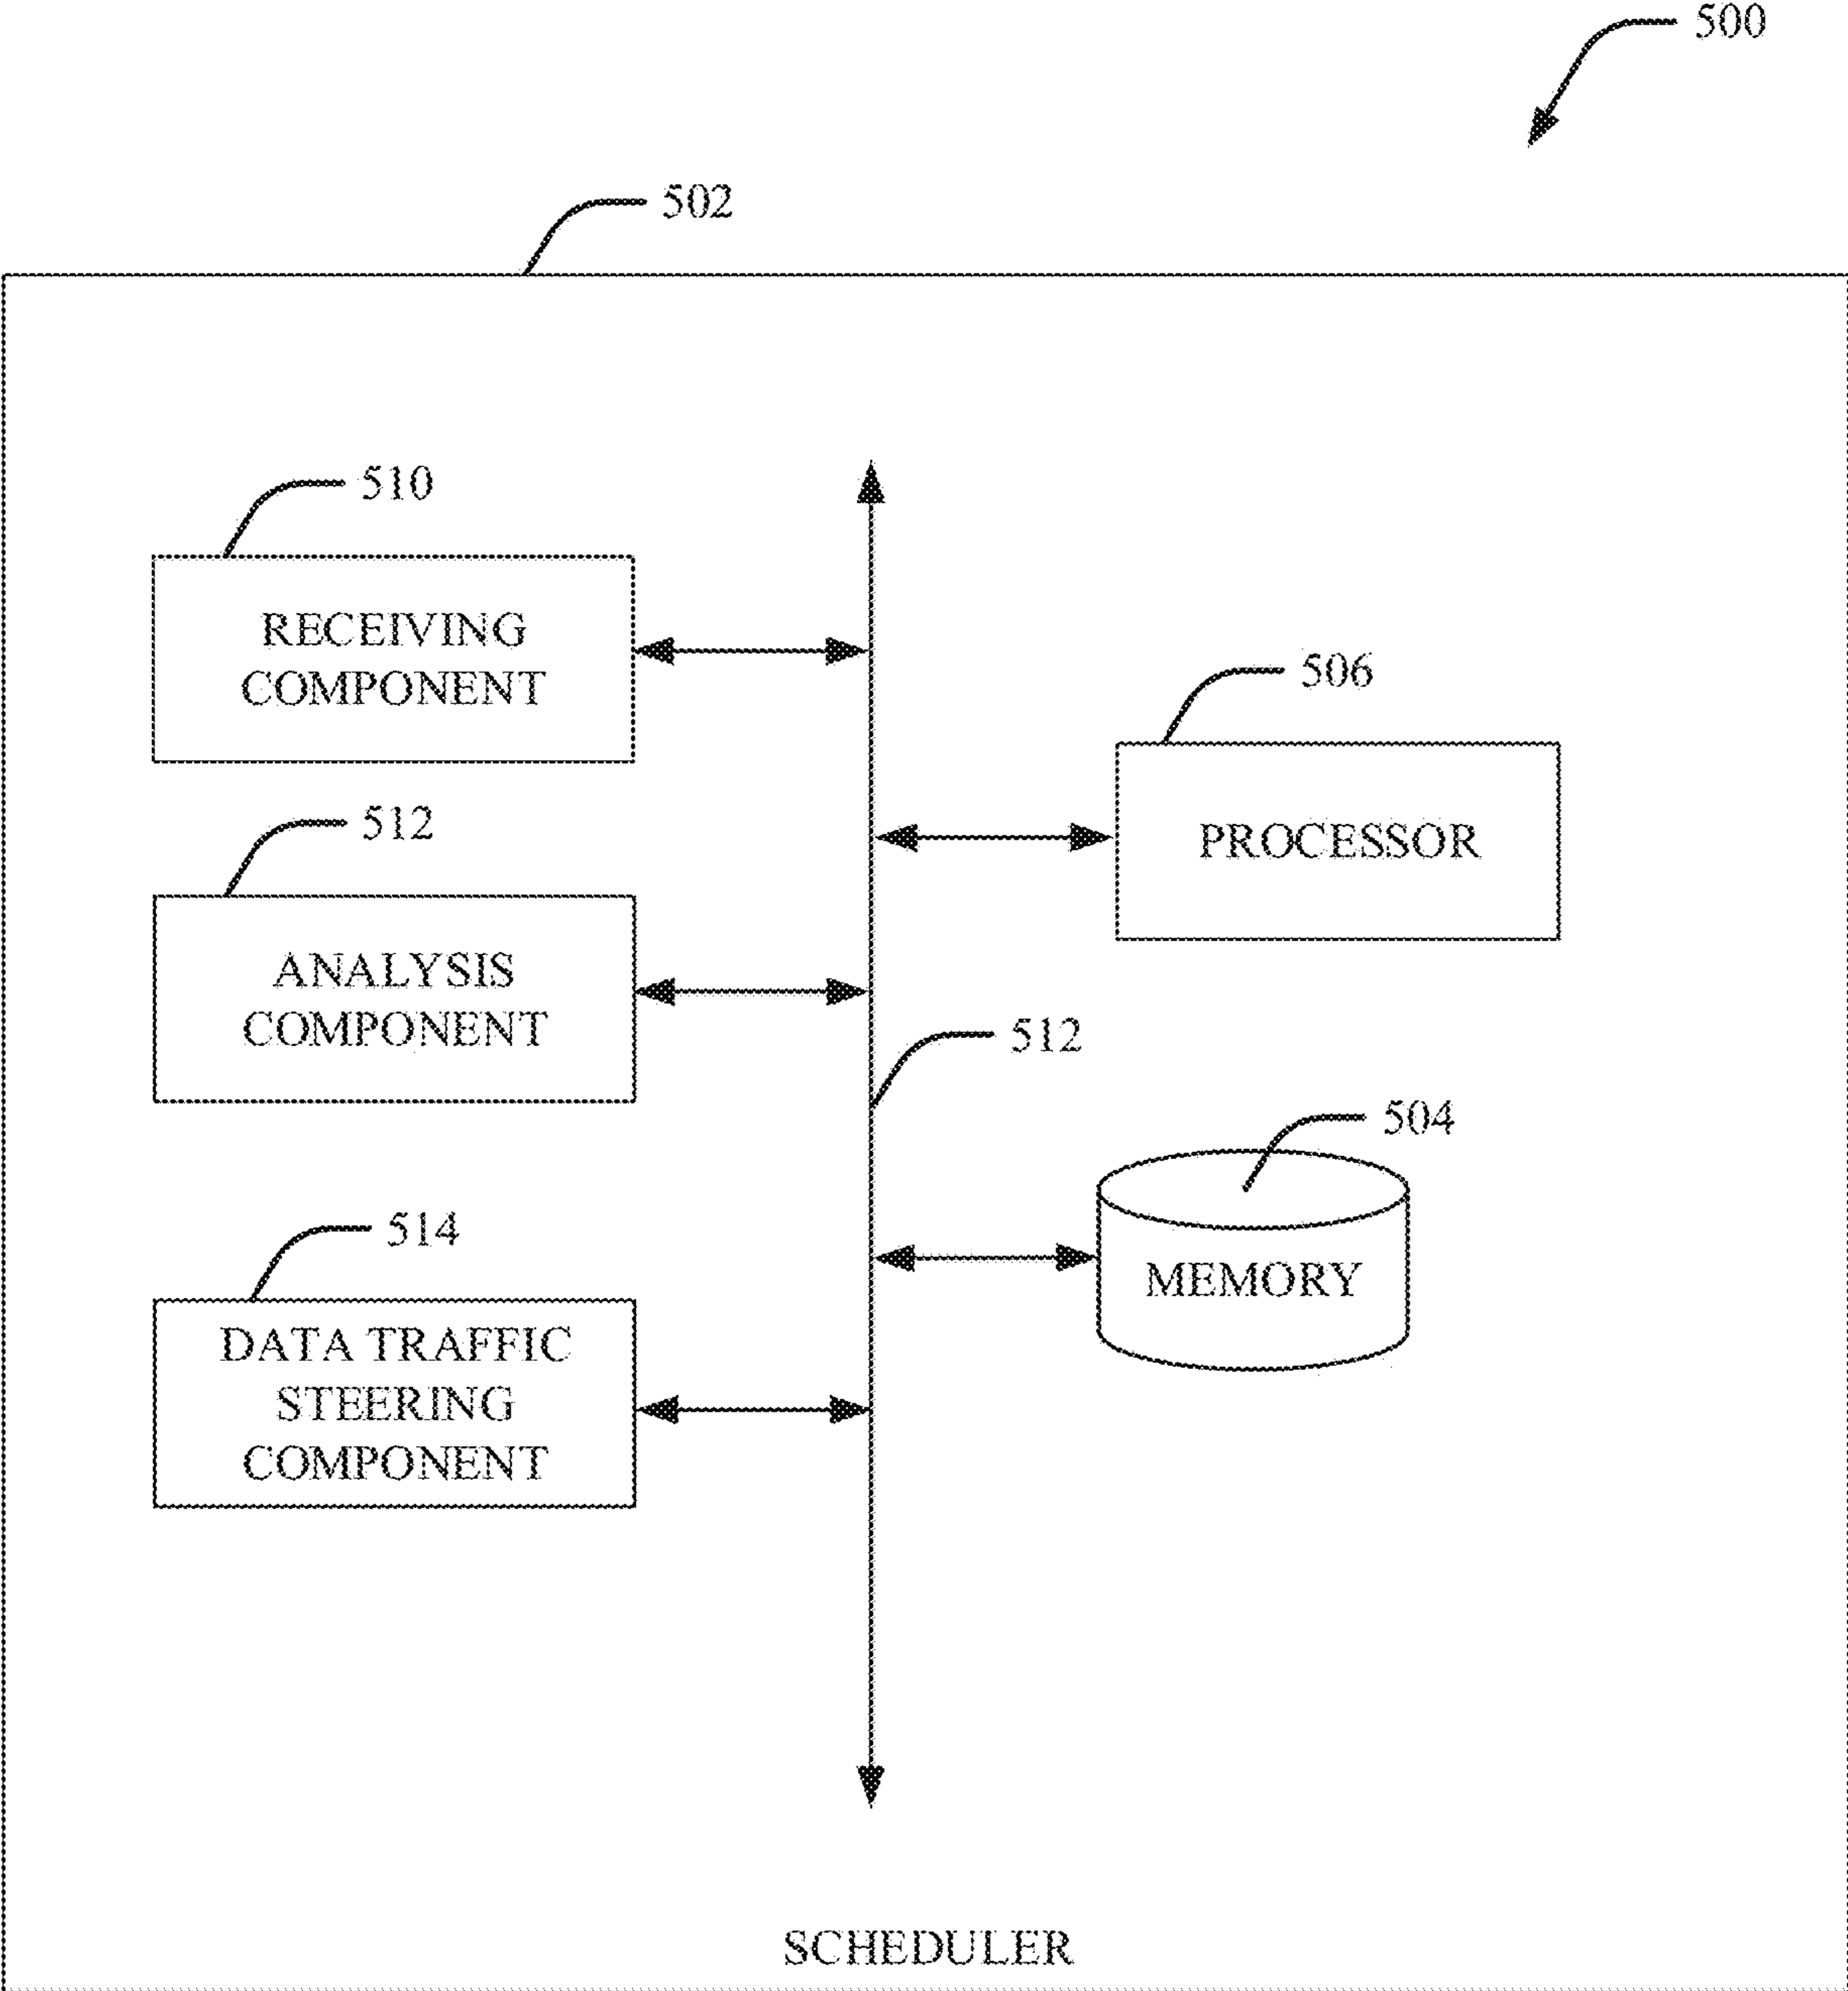 500
502
510
RECEIVING
COMPONENT
506
PROCESSOR
512
ANALYSIS
COMPONENT
512
504
MEMORY
514
DATA TRAFFIC
STEERING
COMPONENT
SCHEDULER